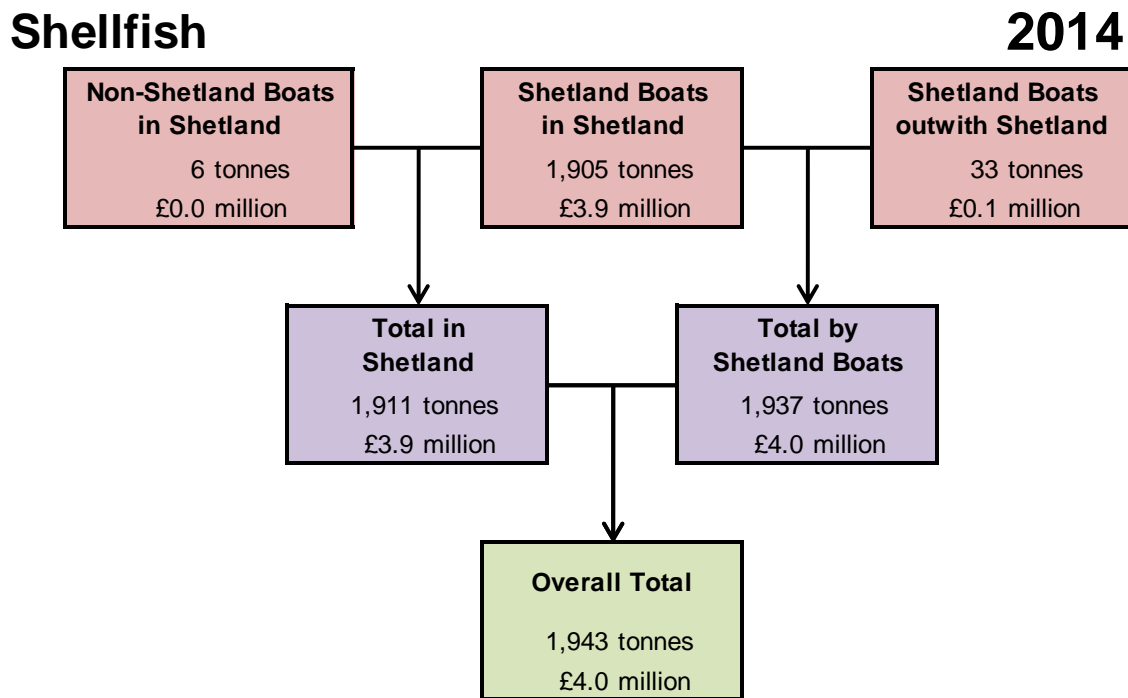 Shellfish
2014
Non-Shetland Boats
in Shetland
6 tonnes
£0.0 million
Shetland Boats
in Shetland
1,905 tonnes
£3.9 million
Shetland Boats
outwith Shetland
33 tonnes
£0.1 million
Total in
Shetland
1,911 tonnes
£3.9 million
Total by
Shetland Boats
1,937 tonnes
£4.0 million
Overall Total
1,943 tonnes
£4.0 million